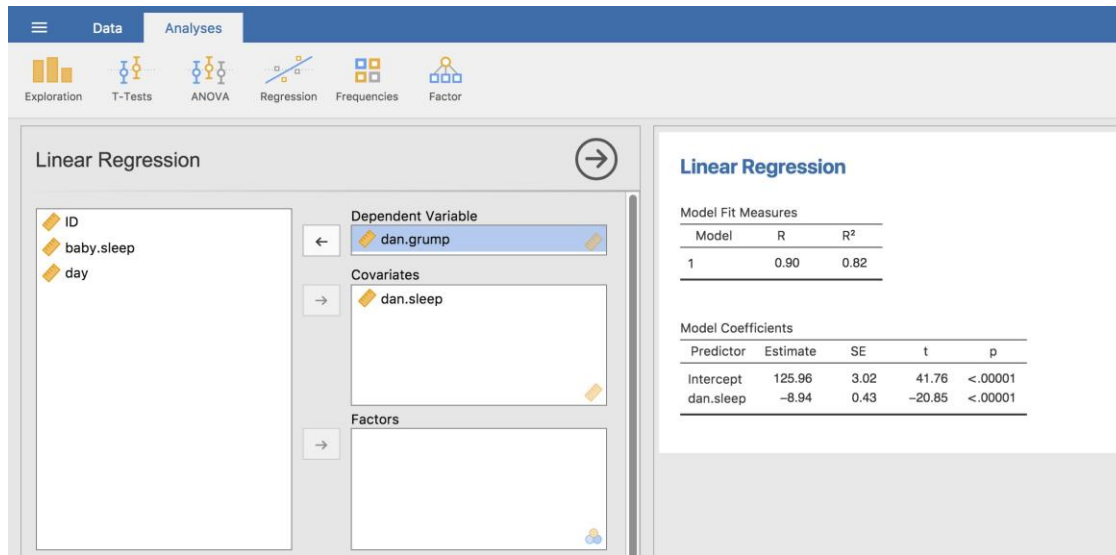 Data Analyses
Exploration T-Tests ANOVA Regression Frequencies Factor
Linear Regression
ID
baby.sleep
day
Dependent Variable
dan.grump
Covariates
dan.sleep
Factors
Linear Regression
Model Fit Measures
Model R R²
1 0.90 0.82
Model Coefficients
Predictor Estimate SE t p
Intercept 125.96 3.02 41.76 <.00001
dan.sleep −8.94 0.43 −20.85 <.00001